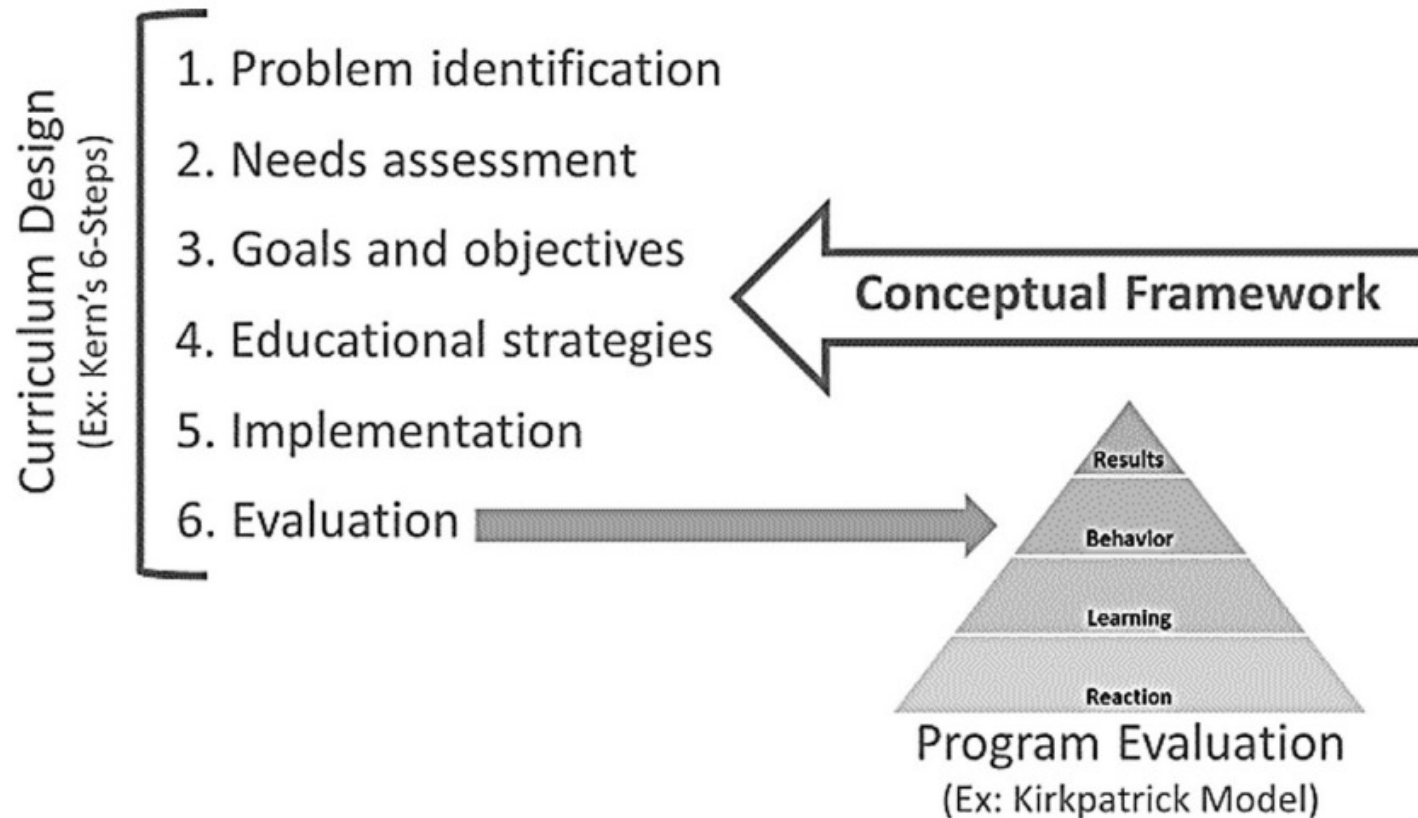 Curriculum Design
(Ex: Kern's 6-Steps)
1. Problem identification
2. Needs assessment
3. Goals and objectives
4. Educational strategies
5. Implementation
6. Evaluation
Conceptual Framework
Results
Behavior
Learning
Reaction
Program Evaluation
(Ex: Kirkpatrick Model)